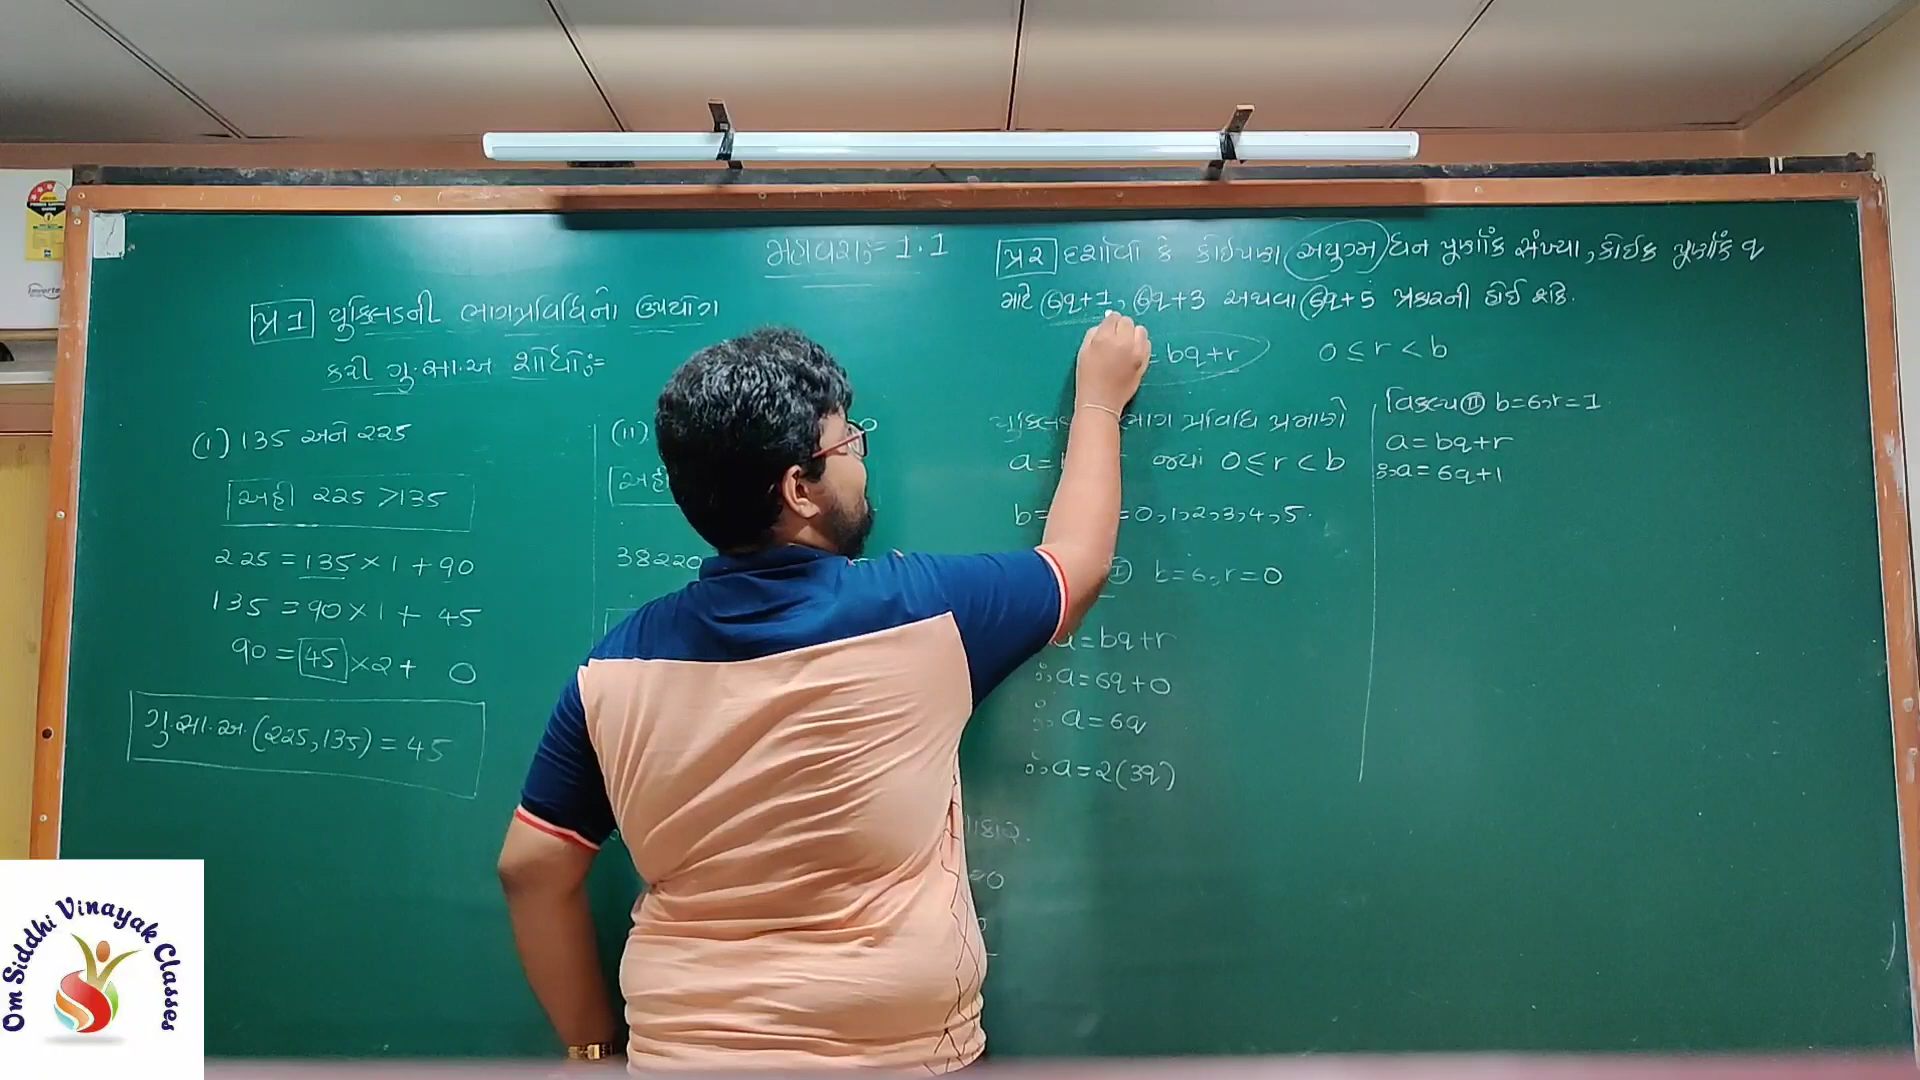 મહાવરો:- 1.1
પ્ર 1 યુક્લિડની ભાગપ્રવિધિનો ઉપયોગ
કરી ગુ.સા.અ શોધો:-
(i) 135 અને 225
અહી 225 > 135
225 = 135 × 1 + 90
135 = 90 × 1 + 45
90 = 45 × 2 + 0
ગુ.સા.અ. (225, 135) = 45
(ii)
38220
પ્ર૨ દર્શાવો કે કોઈપણ અયુગ્મ ધન પૂર્ણાંક સંખ્યા, કોઈક પૂર્ણાંક q
માટે 6q+1, 6q+3 અથવા 6q+5 પ્રકારની હોઈ શકે.
= bq+r 0 ≤ r < b
ભાગ પ્રવિધિ પ્રમાણે
a = જ્યાં 0 ≤ r < b
b = = 0, 1, 2, 3, 4, 5.
I b=6, r=0
a = bq+r
∴ a = 6q+0
∴ a = 6q
∴ a = 2(3q)
વિકલ્પ II b=6, r=1
a = bq+r
∴ a = 6q+1
Om Siddhi Vinayak Classes